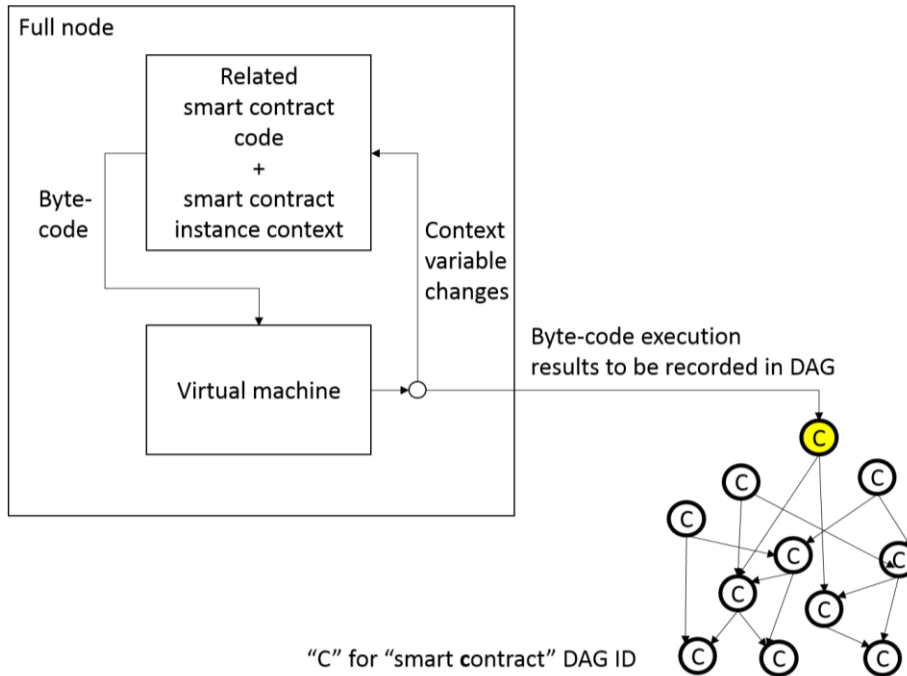 Full node
Related
smart contract
code
+
smart contract
instance context
Byte-
code
Context
variable
changes
Virtual machine
Byte-code execution
results to be recorded in DAG
C
C
C
C
C
C
C
C
C
C
C
“C” for “smart contract” DAG ID